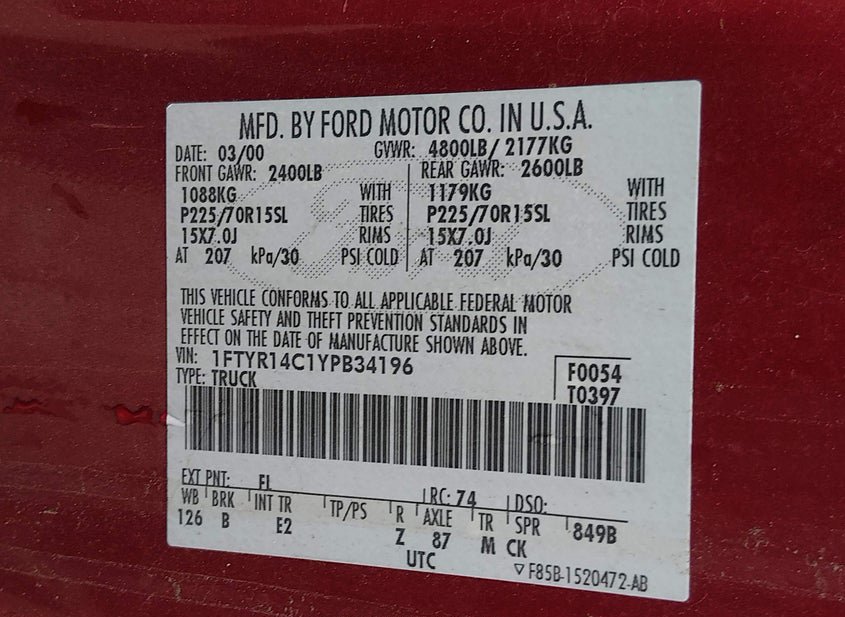 MFD. BY FORD MOTOR CO. IN U.S.A.
DATE: 03/00 GVWR: 4800LB/ 2177KG
FRONT GAWR: 2400LB REAR GAWR: 2600LB
1088KG WITH 1179KG WITH
P225/70R15SL TIRES P225/70R15SL TIRES
15X7.0J RIMS 15X7.0J RIMS
AT 207 kPa/30 PSI COLD AT 207 kPa/30 PSI COLD
THIS VEHICLE CONFORMS TO ALL APPLICABLE FEDERAL MOTOR
VEHICLE SAFETY AND THEFT PREVENTION STANDARDS IN
EFFECT ON THE DATE OF MANUFACTURE SHOWN ABOVE.
VIN: 1FTYR14C1YPB34196 F0054
TYPE: TRUCK T0397
EXT PNT: FL RC: 74 DSO:
WB BRK INT TR TP/PS R AXLE TR SPR 849B
126 B E2 Z 87 M CK
UTC ▽ F85B-1520472-AB